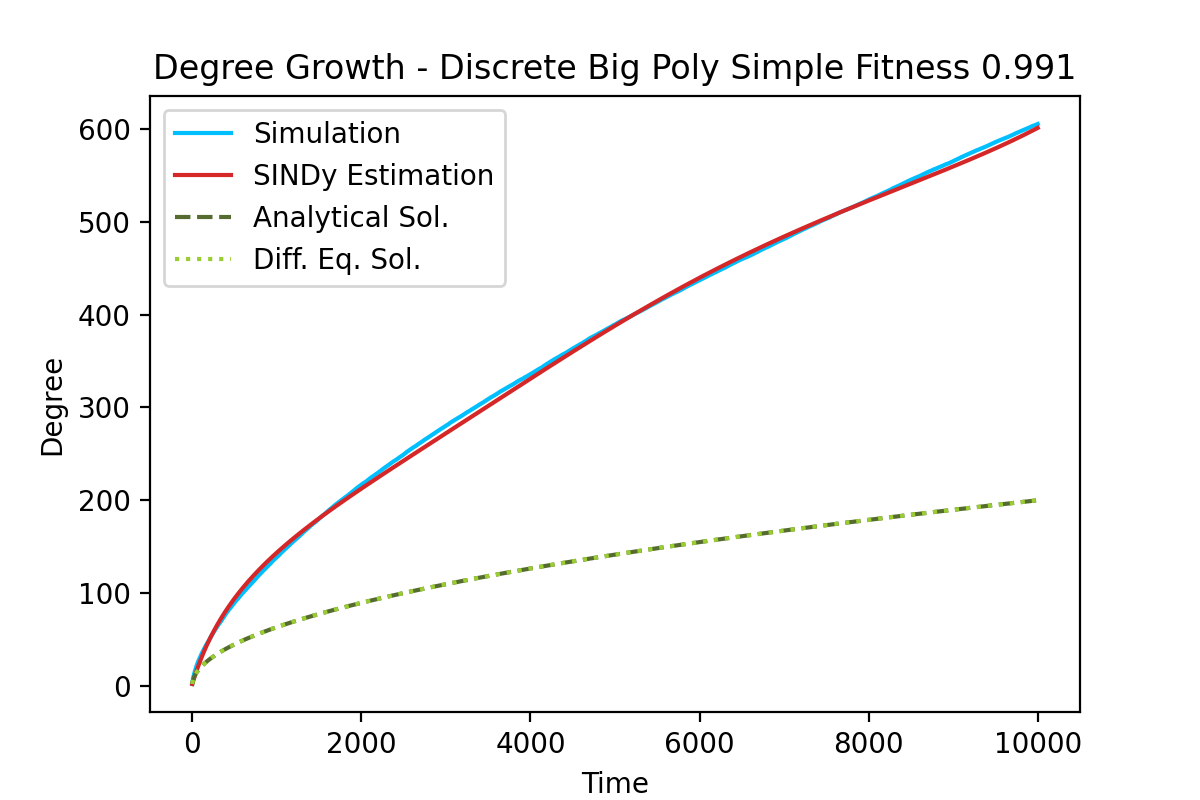 Degree Growth - Discrete Big Poly Simple Fitness 0.991
Simulation
SINDy Estimation
Analytical Sol.
Diff. Eq. Sol.
600
500
400
300
200
100
0
Degree
0 2000 4000 6000 8000 10000
Time